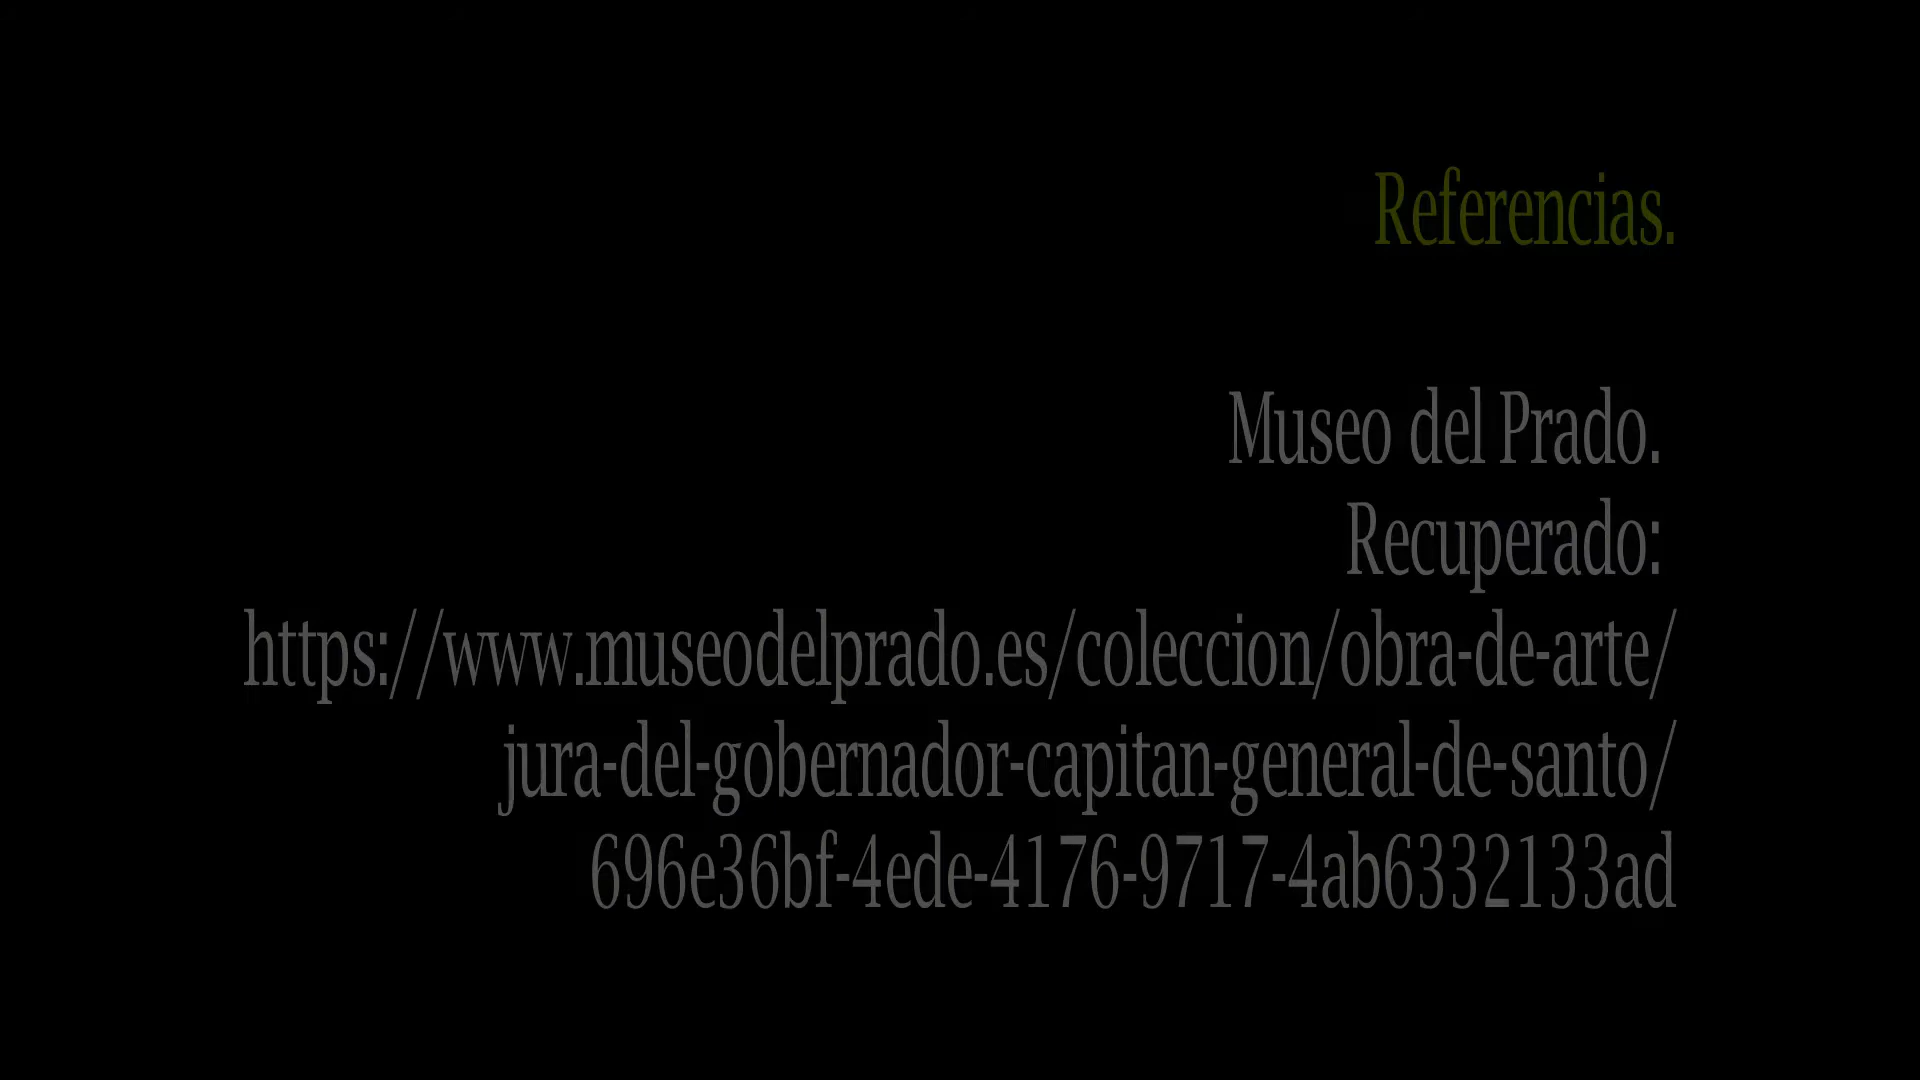 Referencias.
Museo del Prado.
Recuperado:
https://www.museodelprado.es/coleccion/obra-de-arte/
jura-del-gobernador-capitan-general-de-santo/
696e36bf-4ede-4176-9717-4ab6332133ad